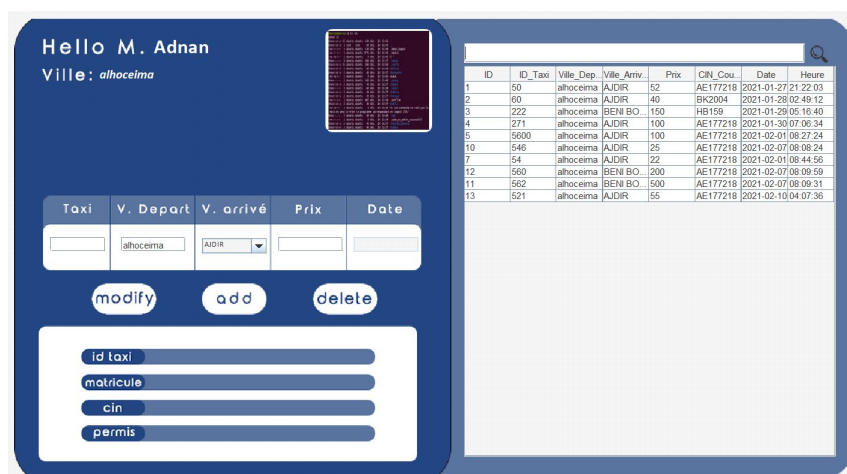 Hello M. Adnan
Ville: alhoceima
Taxi V. Depart V. arrivé Prix Date
alhoceima AJDIR
modify add delete
id taxi
matricule
cin
permis
ID ID_Taxi Ville_Dep... Ville_Arriv... Prix CIN_Cou... Date Heure
1 50 alhoceima AJDIR 52 AE177218 2021-01-27 21:22:03
2 60 alhoceima AJDIR 40 BK2004 2021-01-28 02:49:12
3 222 alhoceima BENI BO... 150 HB159 2021-01-29 05:16:40
4 271 alhoceima AJDIR 100 AE177218 2021-01-30 07:06:34
5 5600 alhoceima AJDIR 100 AE177218 2021-02-01 08:27:24
10 546 alhoceima AJDIR 25 AE177218 2021-02-07 08:08:24
7 54 alhoceima AJDIR 22 AE177218 2021-02-01 08:44:56
12 560 alhoceima BENI BO... 200 AE177218 2021-02-07 08:09:59
11 562 alhoceima BENI BO... 500 AE177218 2021-02-07 08:09:31
13 521 alhoceima AJDIR 55 AE177218 2021-02-10 04:07:36